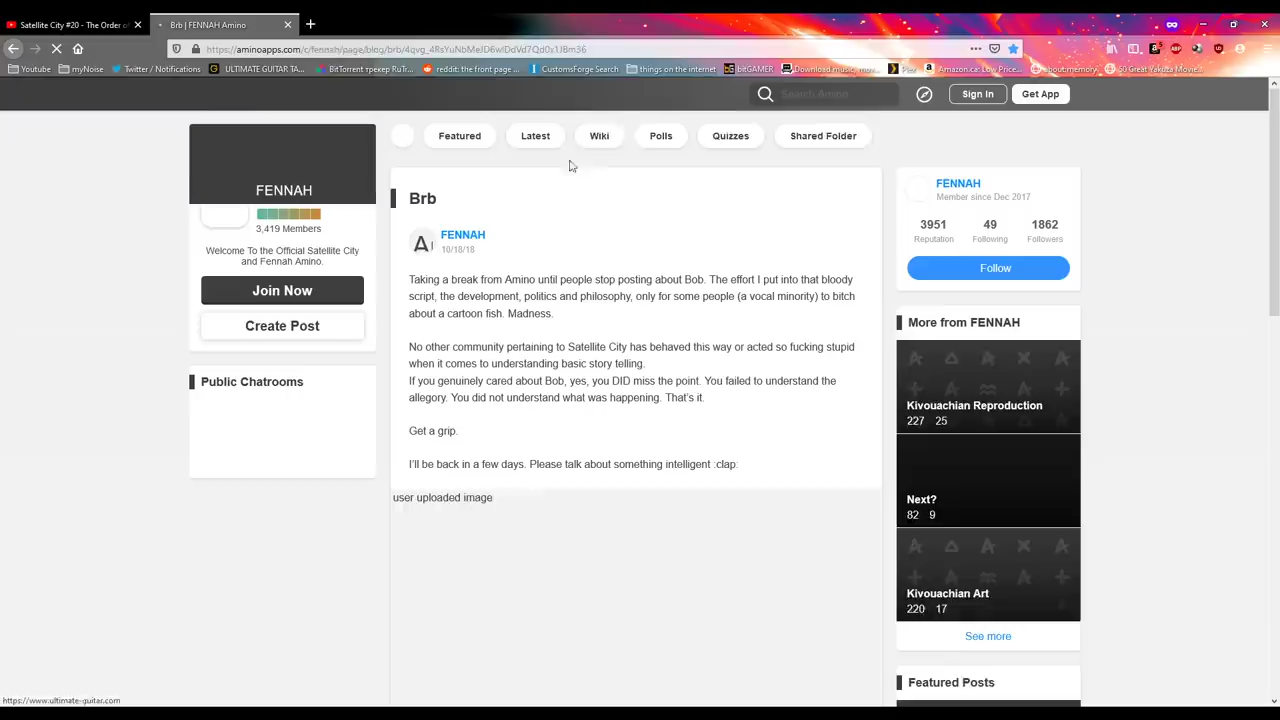 Satellite City #20 - The Order o
Brb | FENNAH Amino
https://aminoapps.com/c/fennah/page/blog/brb/4qvg_4RsYuNbMeJD6wlDdVd7Qd0s1JBm36
Youtube
myNoise
Twitter / Notifications
ULTIMATE GUITAR TA...
BitTorrent трекер RuTr...
reddit: the front page ...
CustomsForge Search
things on the internet
bitGAMER
Download music, mov...
Plex
Amazon.ca: Low Price...
about:memory
50 Great Yakuza Movie...
Search Amino
Sign In
Get App
Featured
Latest
Wiki
Polls
Quizzes
Shared Folder
FENNAH
3,419 Members
Welcome To the Official Satellite City
and Fennah Amino.
Join Now
Create Post
Public Chatrooms
Brb
FENNAH
10/18/18
Taking a break from Amino until people stop posting about Bob. The effort I put into that bloody
script, the development, politics and philosophy, only for some people (a vocal minority) to bitch
about a cartoon fish. Madness.
No other community pertaining to Satellite City has behaved this way or acted so fucking stupid
when it comes to understanding basic story telling.
If you genuinely cared about Bob, yes, you DID miss the point. You failed to understand the
allegory. You did not understand what was happening. That's it.
Get a grip.
I'll be back in a few days. Please talk about something intelligent :clap:
user uploaded image
FENNAH
Member since Dec 2017
3951 49 1862
Reputation Following Followers
Follow
More from FENNAH
Kivouachian Reproduction
227 25
Next?
82 9
Kivouachian Art
220 17
See more
Featured Posts
https://www.ultimate-guitar.com